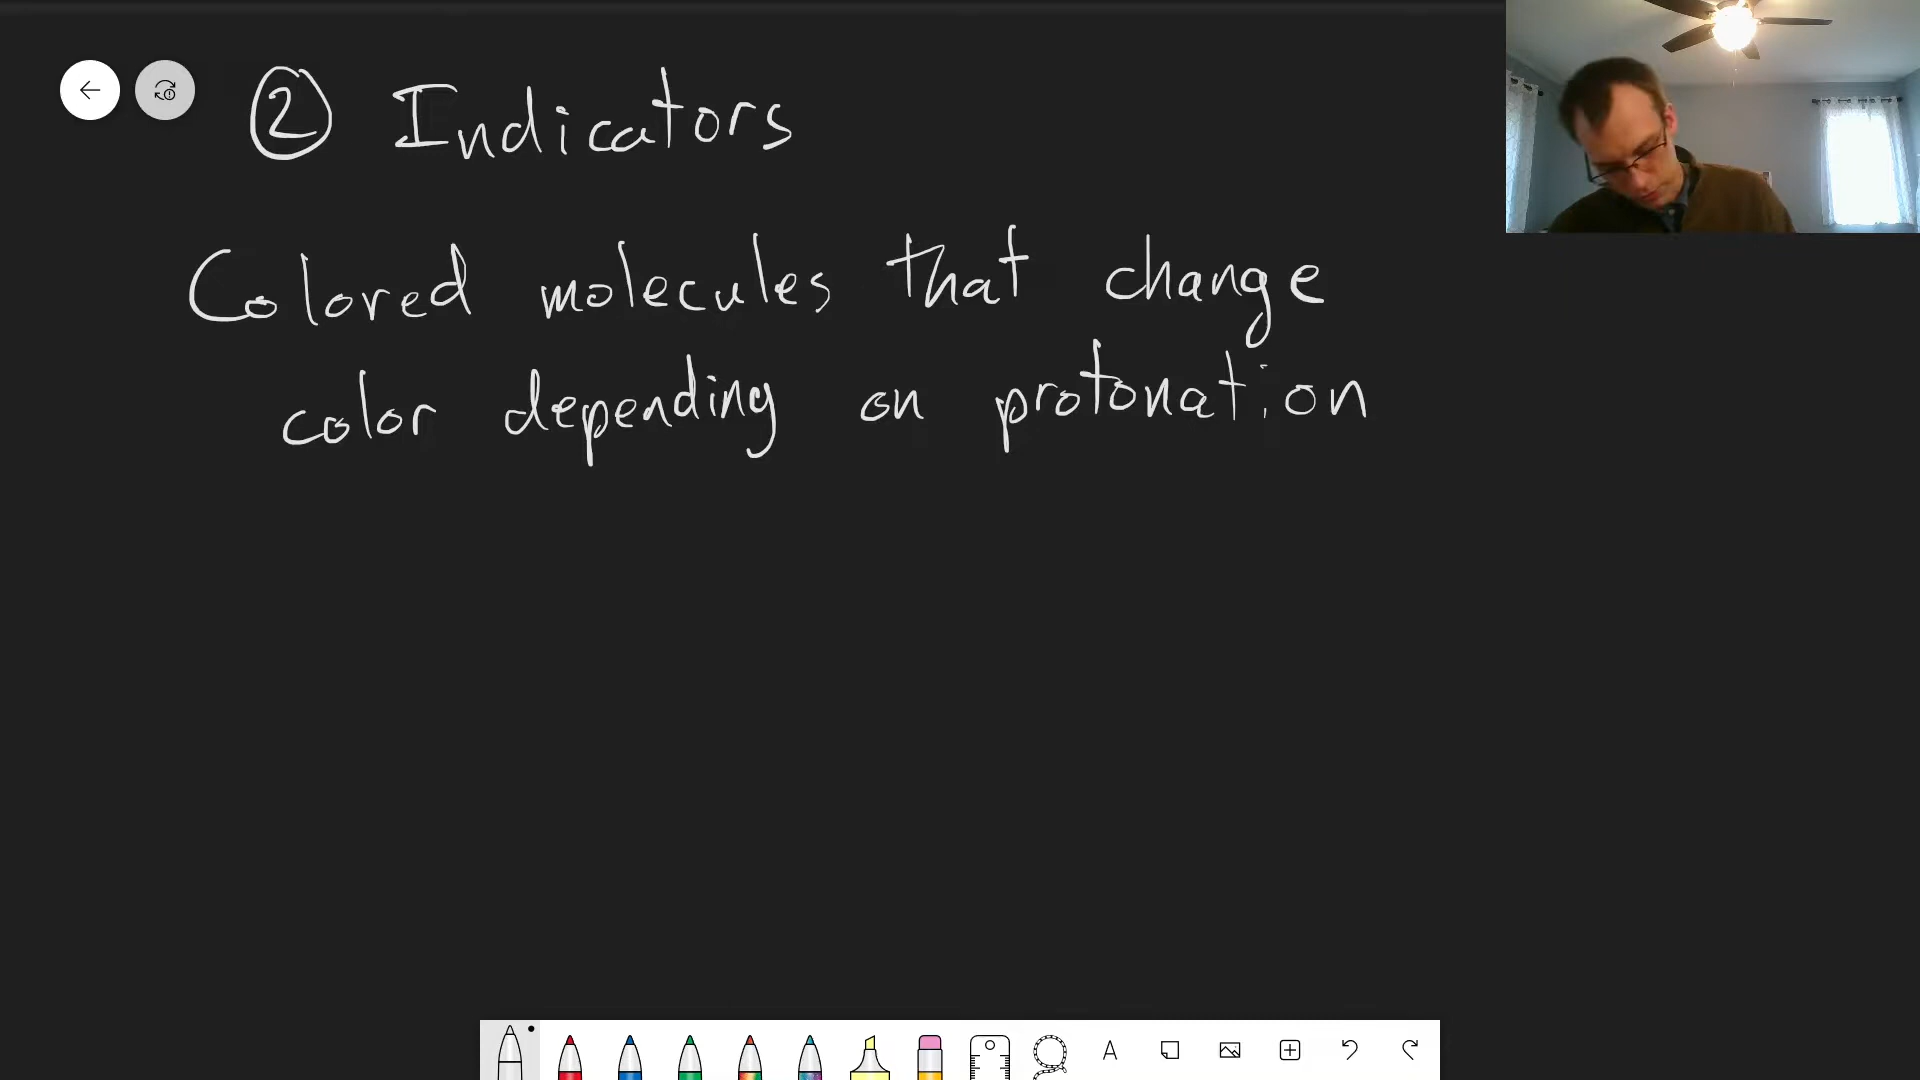 ② Indicators
Colored molecules that change
color depending on protonation
A